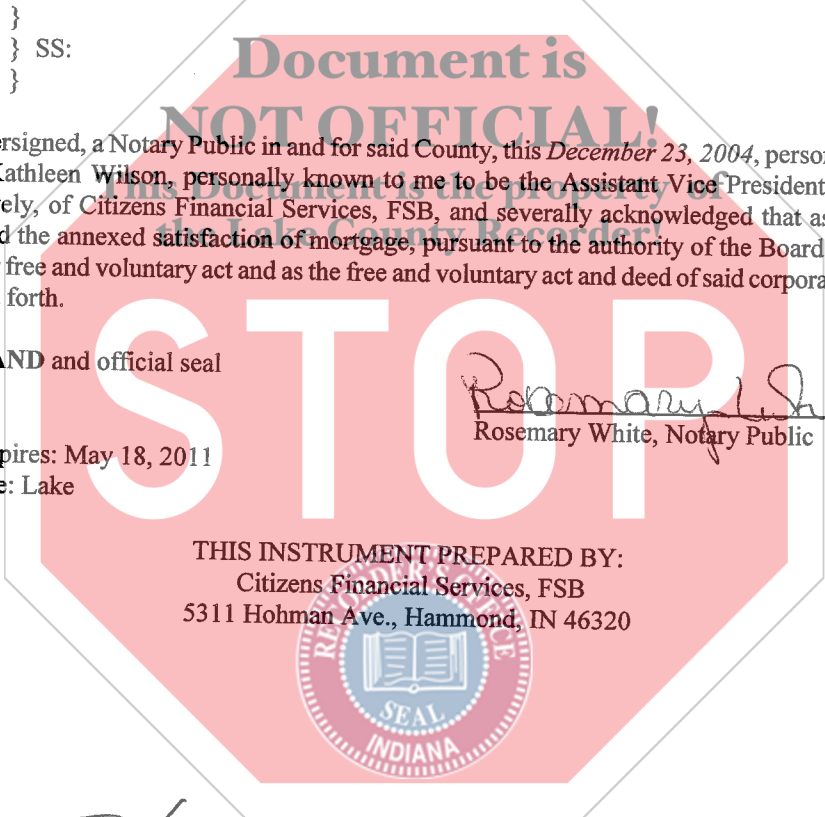 }
} SS:
}
Document is
NOT OFFICIAL!
This Document is the property of
the Lake County Recorder!
ersigned, a Notary Public in and for said County, this December 23, 2004, person
Kathleen Wilson, personally known to me to be the Assistant Vice President
vely, of Citizens Financial Services, FSB, and severally acknowledged that as
d the annexed satisfaction of mortgage, pursuant to the authority of the Board
free and voluntary act and as the free and voluntary act and deed of said corpora
forth.
AND and official seal
STOP
Rosemary White, Notary Public
pires: May 18, 2011
e: Lake
THIS INSTRUMENT PREPARED BY:
Citizens Financial Services, FSB
5311 Hohman Ave., Hammond, IN 46320
RECORDER'S OFFICE
SEAL
INDIANA